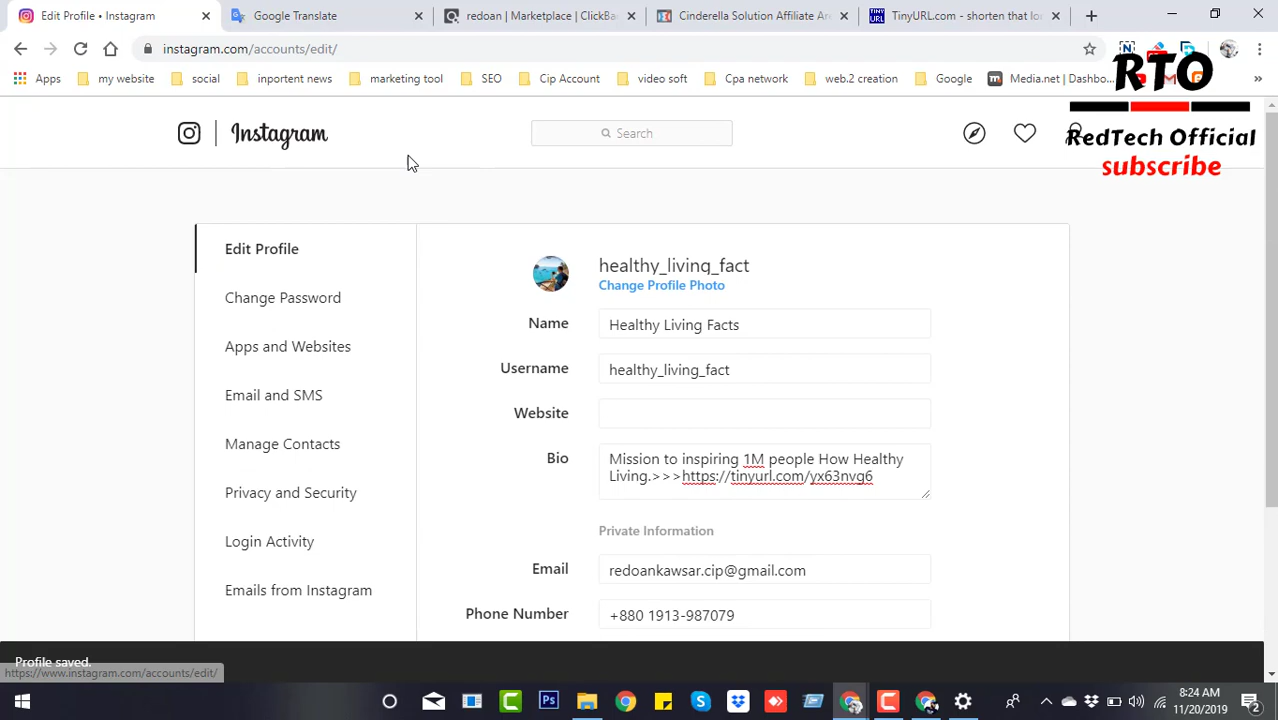 Edit Profile • Instagram
Google Translate
redoan | Marketplace | ClickBa
Cinderella Solution Affiliate Are
TinyURL.com - shorten that lo
instagram.com/accounts/edit/
Apps
my website
social
inportent news
marketing tool
SEO
Cip Account
video soft
Cpa network
web.2 creation
Google
Media.net | Dashbo...
»
RTO
RedTech Official
subscribe
Instagram
Search
Edit Profile
Change Password
Apps and Websites
Email and SMS
Manage Contacts
Privacy and Security
Login Activity
Emails from Instagram
healthy_living_fact
Change Profile Photo
Name
Healthy Living Facts
Username
healthy_living_fact
Website
Bio
Mission to inspiring 1M people How Healthy
Living.>>>https://tinyurl.com/yx63nvg6
Private Information
Email
redoankawsar.cip@gmail.com
Phone Number
+880 1913-987079
Profile saved.
https://www.instagram.com/accounts/edit/
8:24 AM
11/20/2019